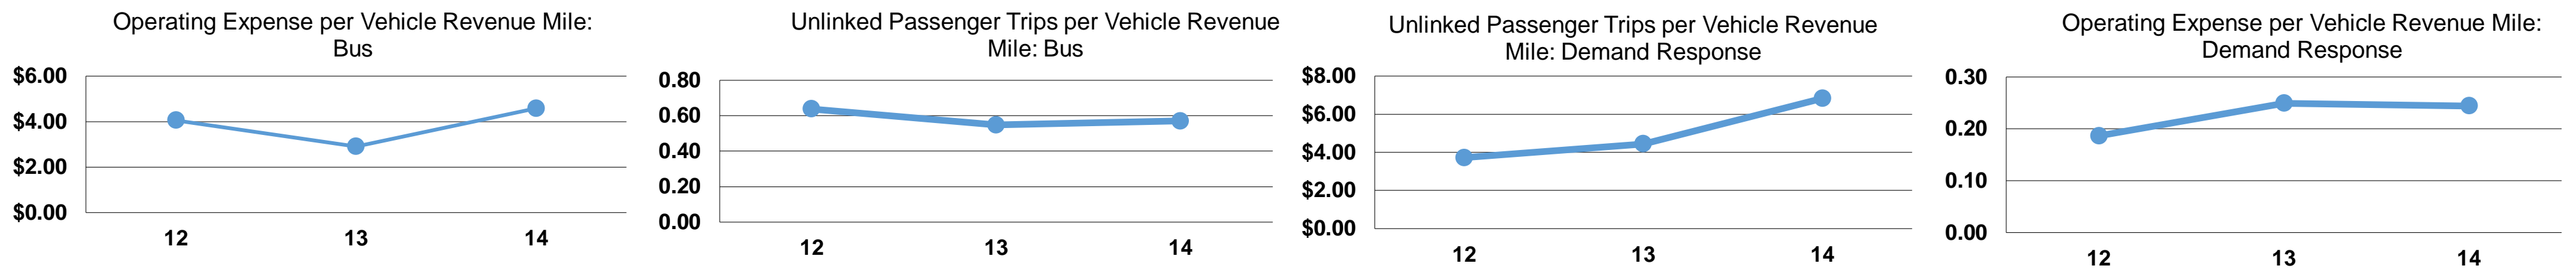 Operating Expense per Vehicle Revenue Mile:
Bus
$6.00
$4.00
$2.00
$0.00
12 13 14
Unlinked Passenger Trips per Vehicle Revenue
Mile: Bus
0.80
0.60
0.40
0.20
0.00
12 13 14
Unlinked Passenger Trips per Vehicle Revenue
Mile: Demand Response
$8.00
$6.00
$4.00
$2.00
$0.00
12 13 14
Operating Expense per Vehicle Revenue Mile:
Demand Response
0.30
0.20
0.10
0.00
12 13 14